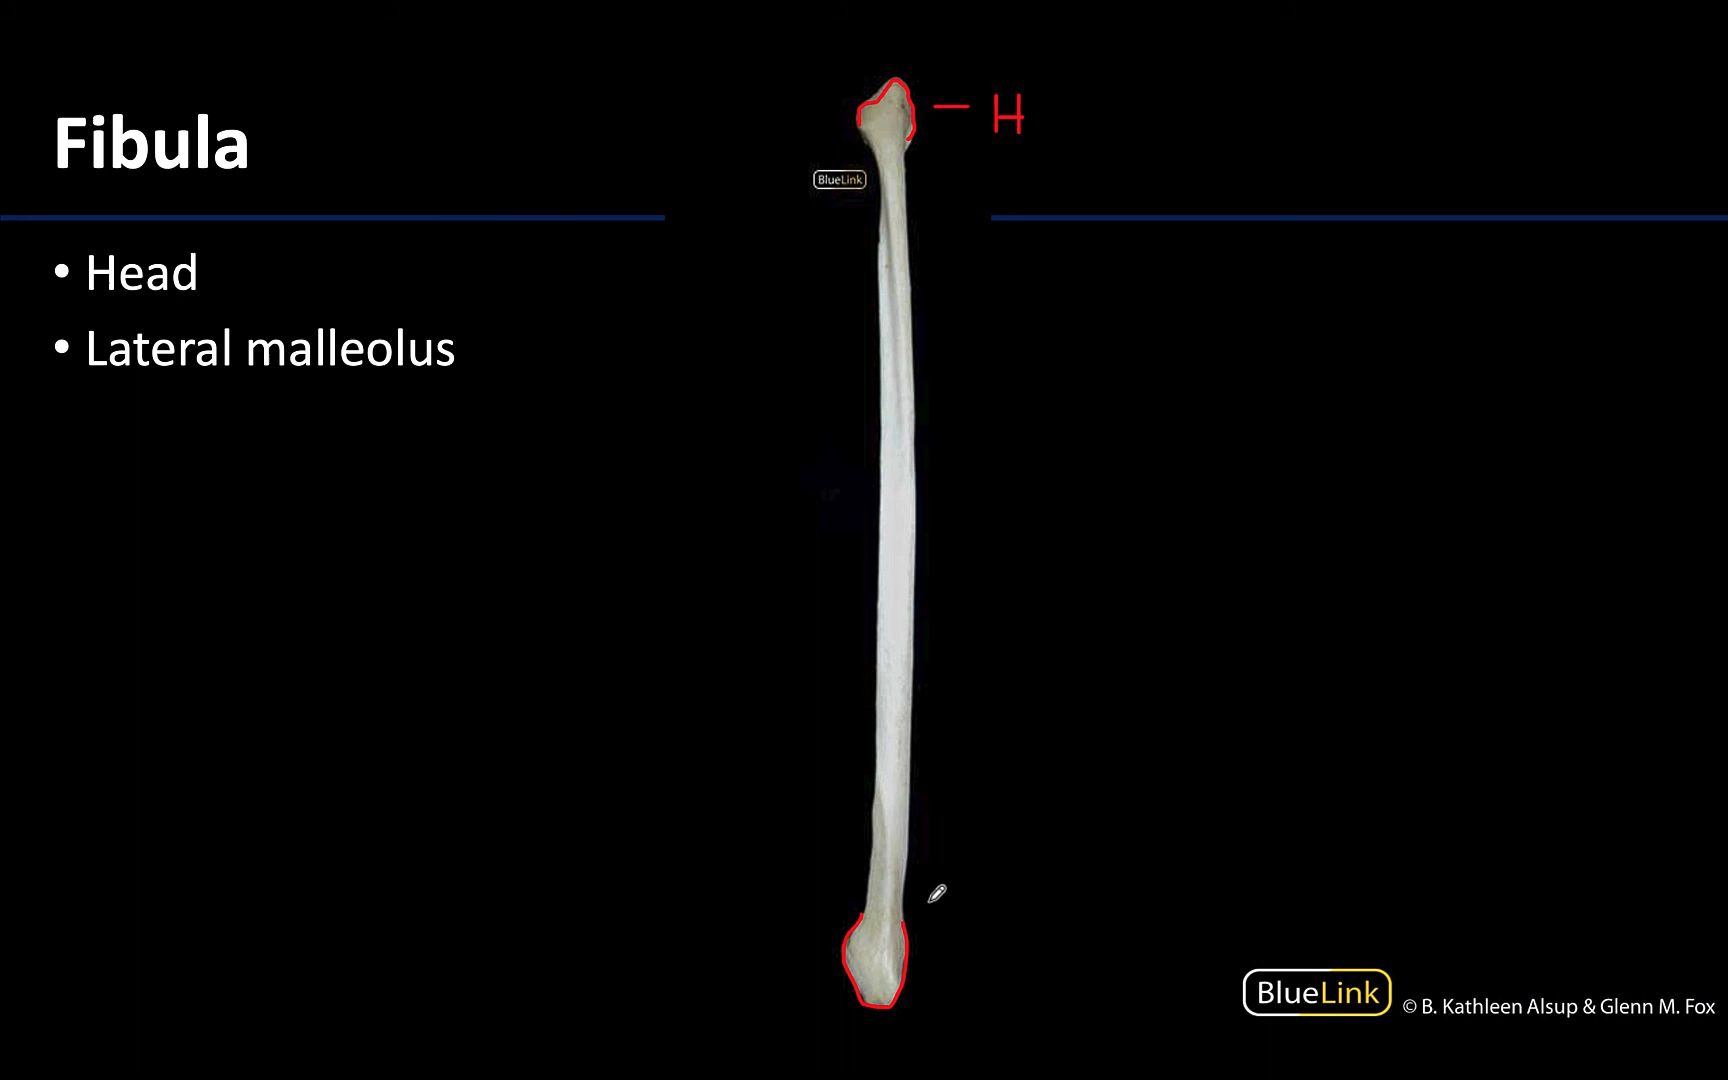 Fibula
— H
BlueLink
• Head
• Lateral malleolus
BlueLink
© B. Kathleen Alsup & Glenn M. Fox